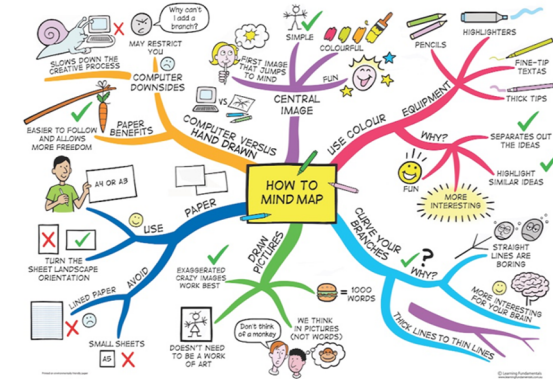 HOW TO
MIND MAP
CENTRAL
IMAGE
SIMPLE
COLOURFUL
FUN
FIRST IMAGE
THAT JUMPS
TO MIND
USE COLOUR
EQUIPMENT
PENCILS
HIGHLIGHTERS
FINE-TIP
TEXTAS
THICK TIPS
WHY?
SEPARATES OUT
THE IDEAS
HIGHLIGHT
SIMILAR IDEAS
MORE
INTERESTING
FUN
CURVE YOUR
BRANCHES
?
WHY?
STRAIGHT
LINES ARE
BORING
MORE INTERESTING
FOR YOUR BRAIN
THICK LINES TO THIN LINES
DRAW
PICTURES
= 1000
WORDS
WE THINK
IN PICTURES
(NOT WORDS)
Don't think
of a monkey
DOESN'T NEED
TO BE A WORK
OF ART
EXAGGERATED
CRAZY IMAGES
WORK BEST
PAPER
USE
A4 OR A3
TURN THE
SHEET LANDSCAPE
ORIENTATION
AVOID
LINED PAPER
SMALL SHEETS
A5
COMPUTER VERSUS
HAND DRAWN
VS
PAPER
BENEFITS
EASIER TO FOLLOW
AND ALLOWS
MORE FREEDOM
COMPUTER
DOWNSIDES
SLOWS DOWN THE
CREATIVE PROCESS
MAY RESTRICT
YOU
Why can't
I add a
branch?
© Learning Fundamentals